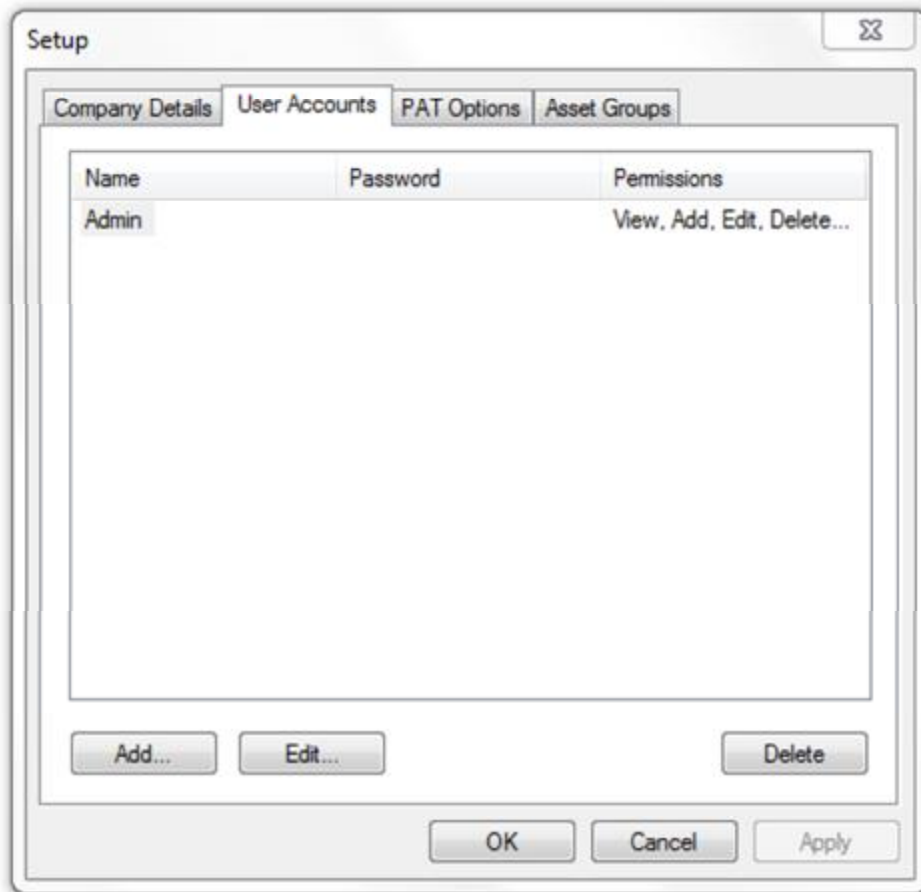 Setup
Company Details User Accounts PAT Options Asset Groups
Name Password Permissions
Admin View, Add, Edit, Delete...
Add... Edit... Delete
OK Cancel Apply